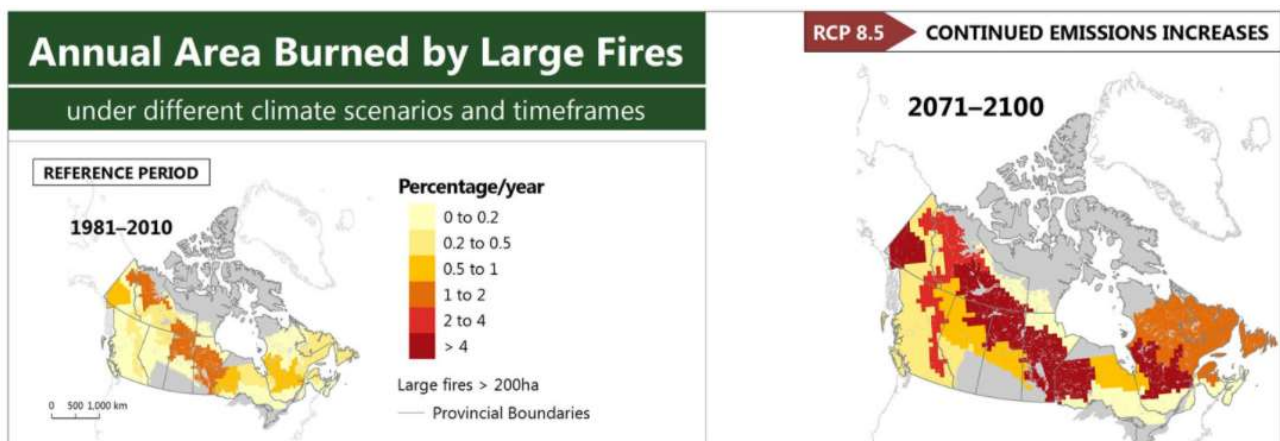 Annual Area Burned by Large Fires
under different climate scenarios and timeframes
REFERENCE PERIOD
1981–2010
Percentage/year
0 to 0.2
0.2 to 0.5
0.5 to 1
1 to 2
2 to 4
> 4
Large fires > 200ha
Provincial Boundaries
0 500 1,000 km
RCP 8.5 CONTINUED EMISSIONS INCREASES
2071–2100